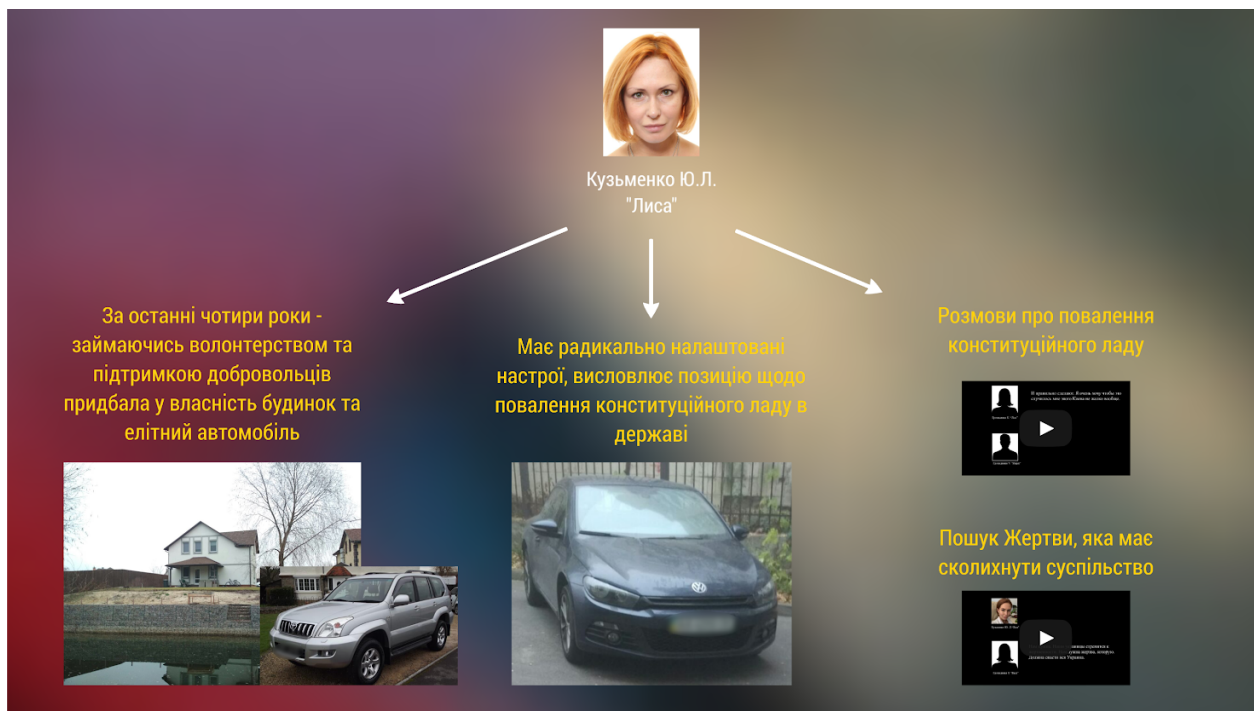 Кузьменко Ю.Л.
"Лиса"
За останні чотири роки -
займаючись волонтерством та
підтримкою добровольців
придбала у власність будинок та
елітний автомобіль
Має радикально налаштовані
настрої, висловлює позицію щодо
повалення конституційного ладу в
державі
Розмови про повалення
конституційного ладу
Пошук Жертви, яка має
сколихнути суспільство